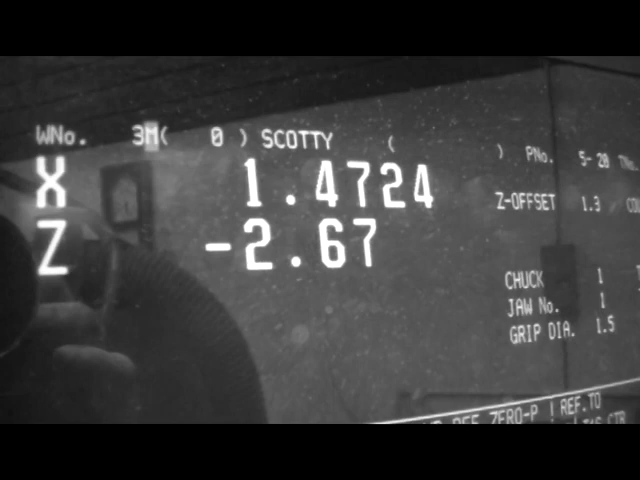 WNo. 3M( 0 ) SCOTTY ( ) PNo. 5-20 TNo.
X 1.4724
Z-OFFSET 1.3
Z -2.67
CHUCK 1
JAW No. 1
GRIP DIA. 1.5
ZERO-P REF.TO